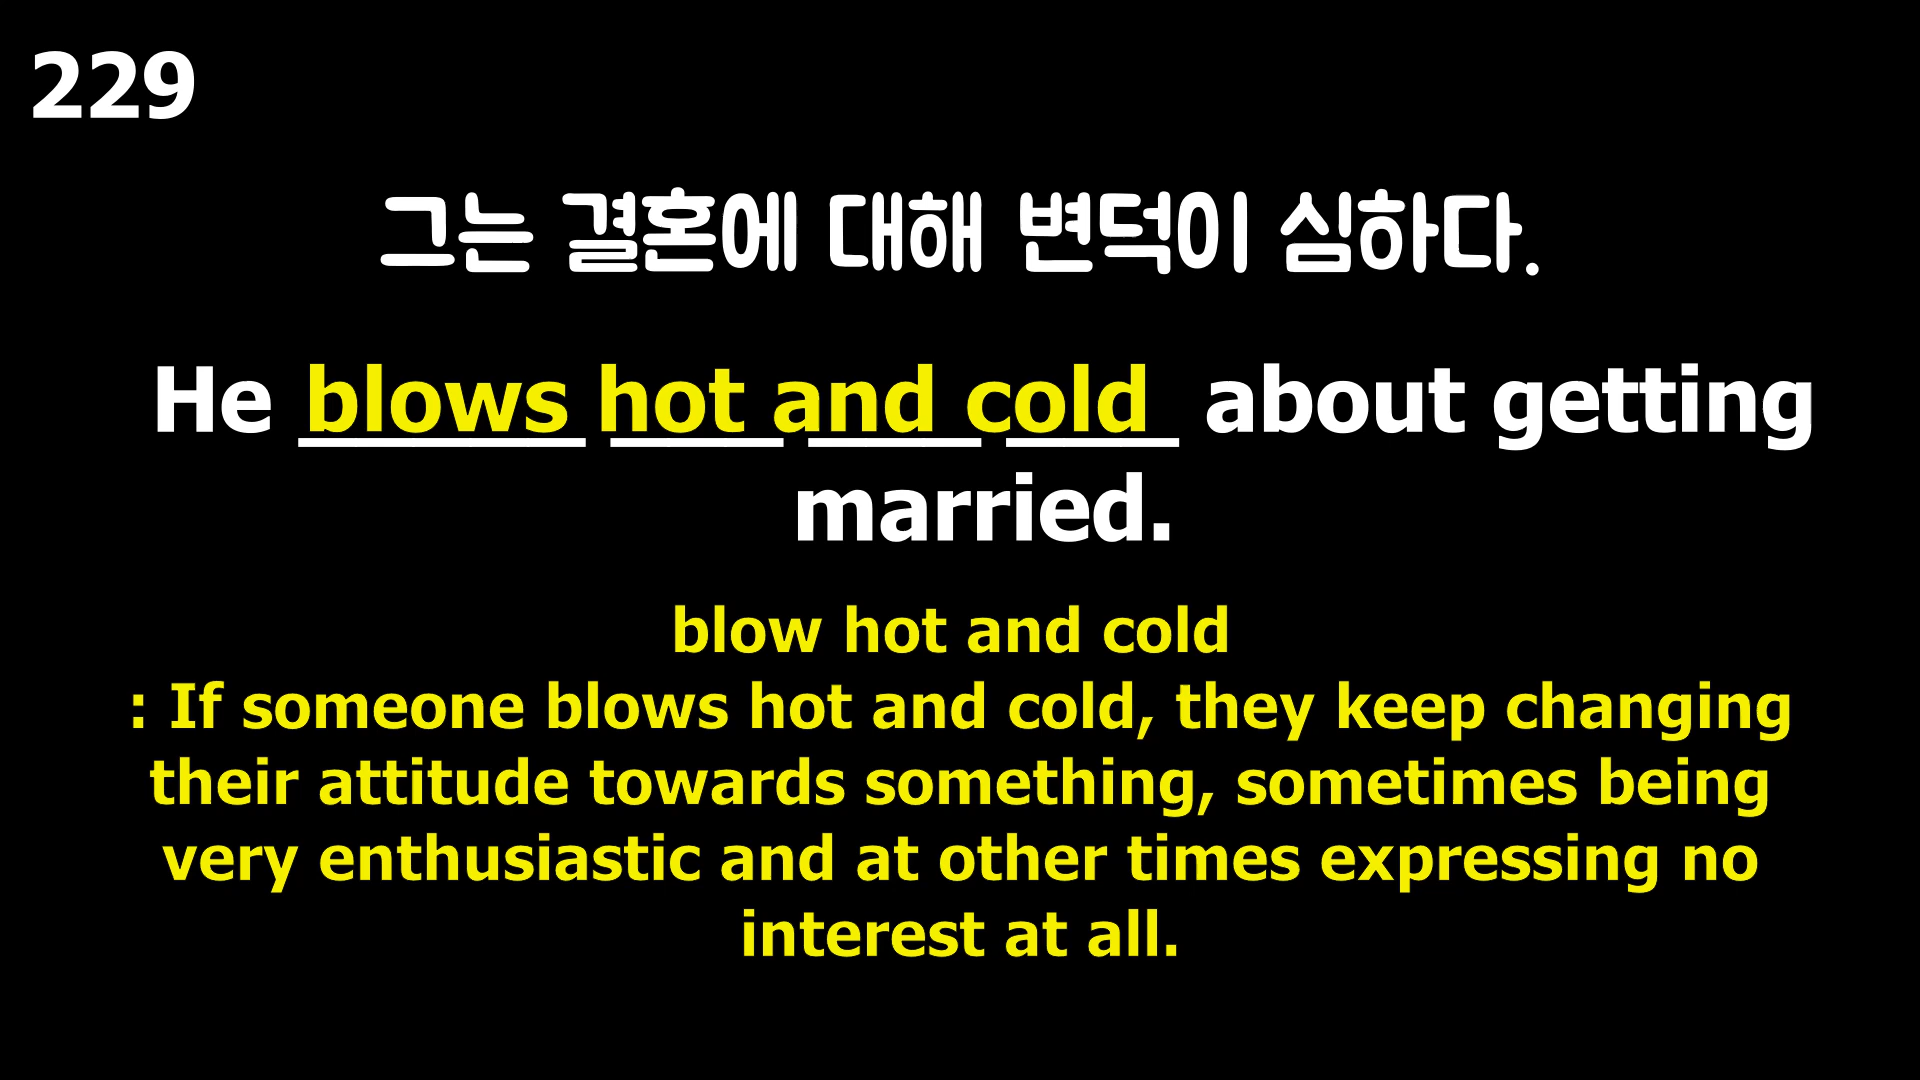 229
그는 결혼에 대해 변덕이 심하다.
He blows hot and cold about getting
married.
blow hot and cold
: If someone blows hot and cold, they keep changing
their attitude towards something, sometimes being
very enthusiastic and at other times expressing no
interest at all.